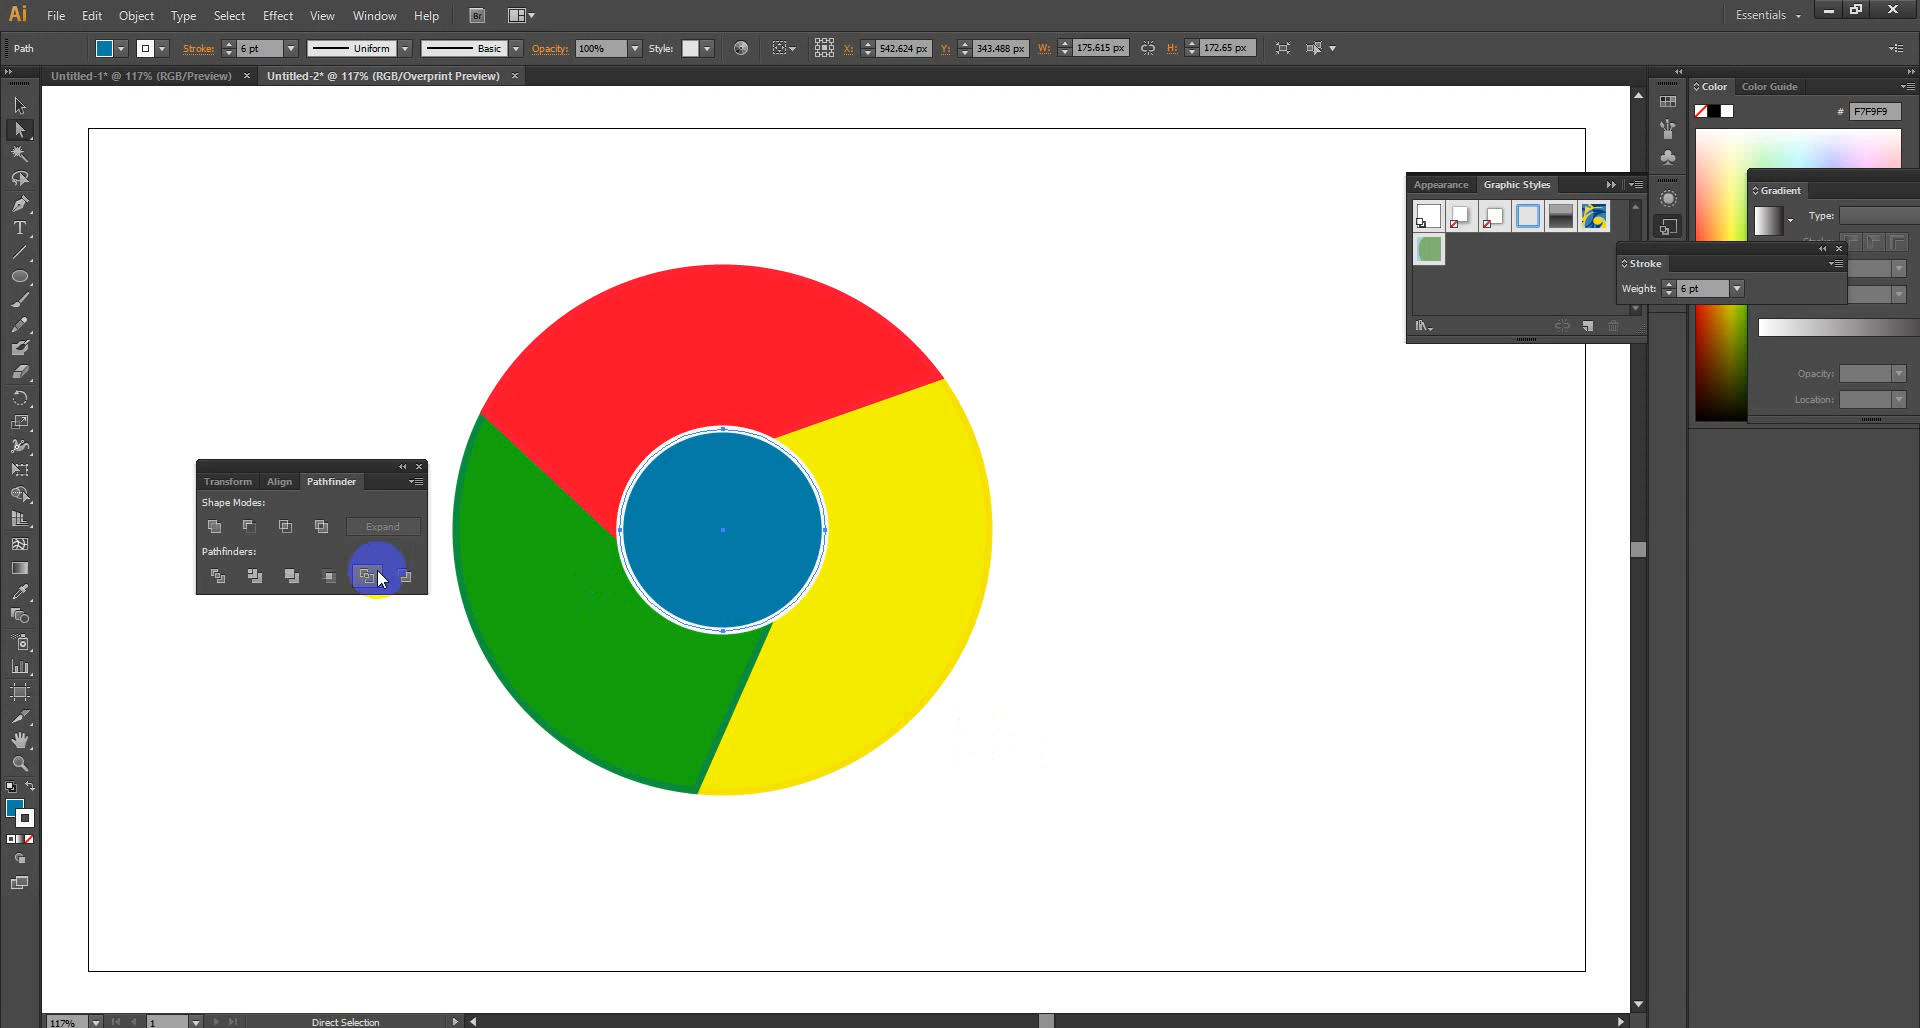 Ai File Edit Object Type Select Effect View Window Help Br Essentials
Path Stroke: 6 pt Uniform Basic Opacity: 100% Style: X: 542.624 px Y: 343.488 px W: 175.615 px H: 172.65 px
Untitled-1* @ 117% (RGB/Preview) × Untitled-2* @ 117% (RGB/Overprint Preview) ×
Color Color Guide
# F7F9F9
Appearance Graphic Styles
Gradient
Type:
Stroke
Weight: 6 pt
Opacity:
Location:
Transform Align Pathfinder
Shape Modes:
Expand
Pathfinders:
117% 1 Direct Selection